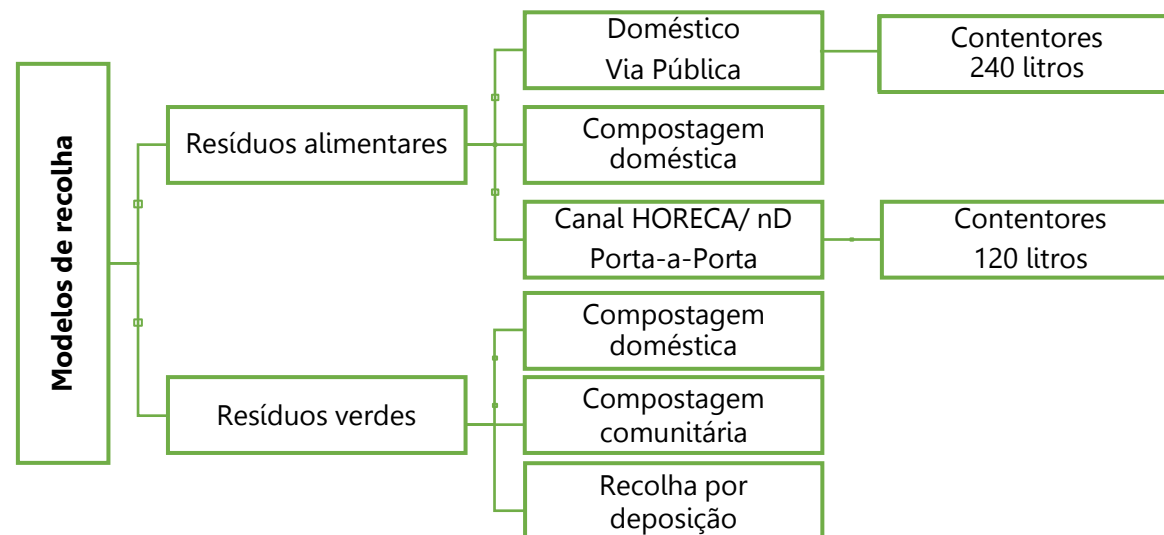 Modelos de recolha
Resíduos alimentares
Doméstico
Via Pública
Contentores
240 litros
Compostagem
doméstica
Canal HORECA/ nD
Porta-a-Porta
Contentores
120 litros
Resíduos verdes
Compostagem
doméstica
Compostagem
comunitária
Recolha por
deposição